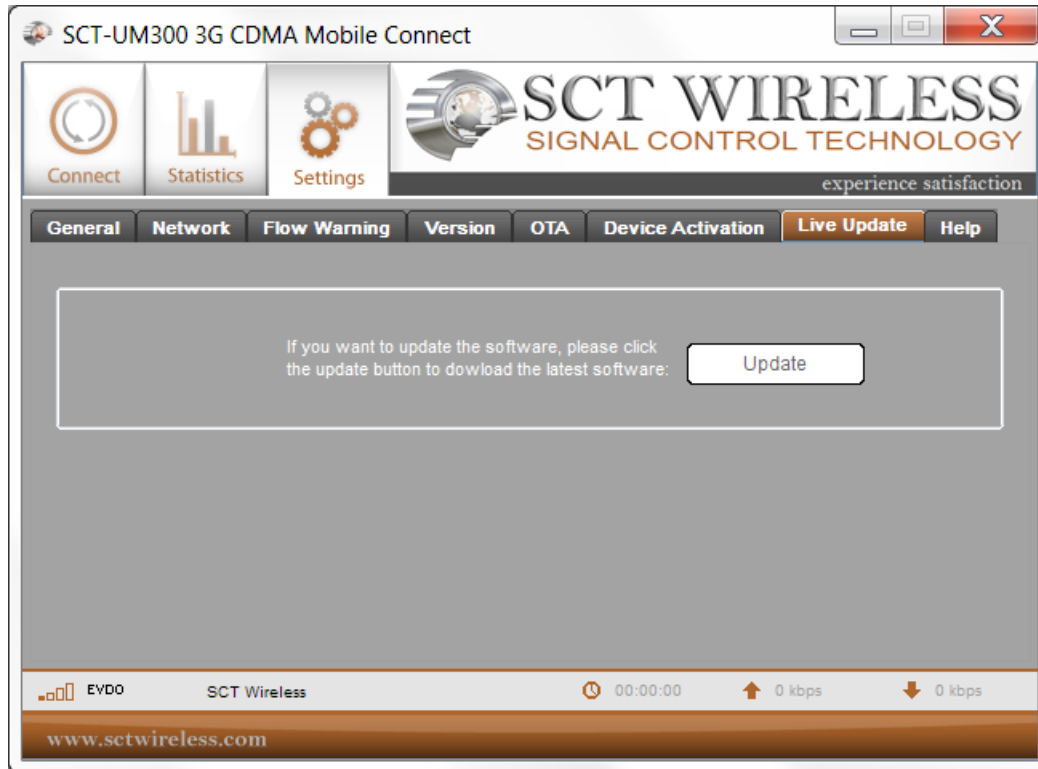 SCT-UM300 3G CDMA Mobile Connect
SCT WIRELESS
SIGNAL CONTROL TECHNOLOGY
Connect Statistics Settings
experience satisfaction
General Network Flow Warning Version OTA Device Activation Live Update Help
If you want to update the software, please click
the update button to dowload the latest software:
Update
EVDO SCT Wireless 00:00:00 0 kbps 0 kbps
www.sctwireless.com